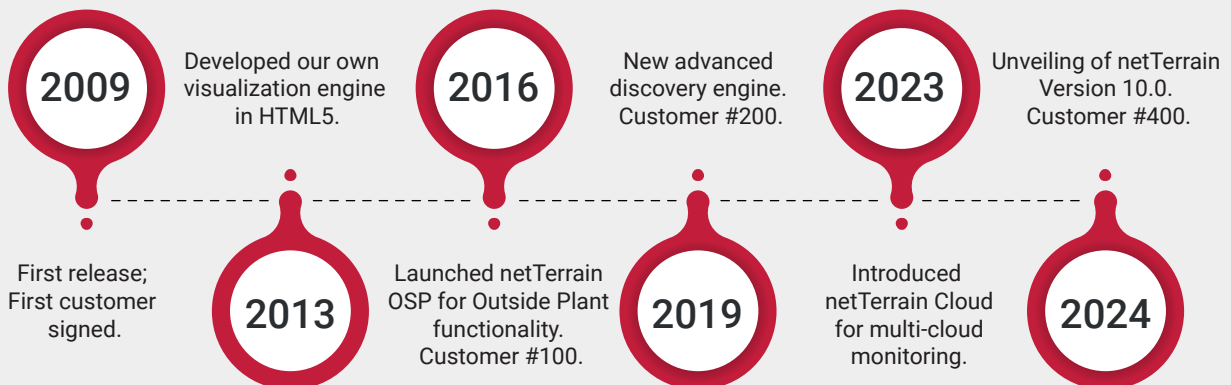 2009
First release;
First customer
signed.
Developed our own
visualization engine
in HTML5.
2013
2016
Launched netTerrain
OSP for Outside Plant
functionality.
Customer #100.
New advanced
discovery engine.
Customer #200.
2019
2023
Introduced
netTerrain Cloud
for multi-cloud
monitoring.
Unveiling of netTerrain
Version 10.0.
Customer #400.
2024